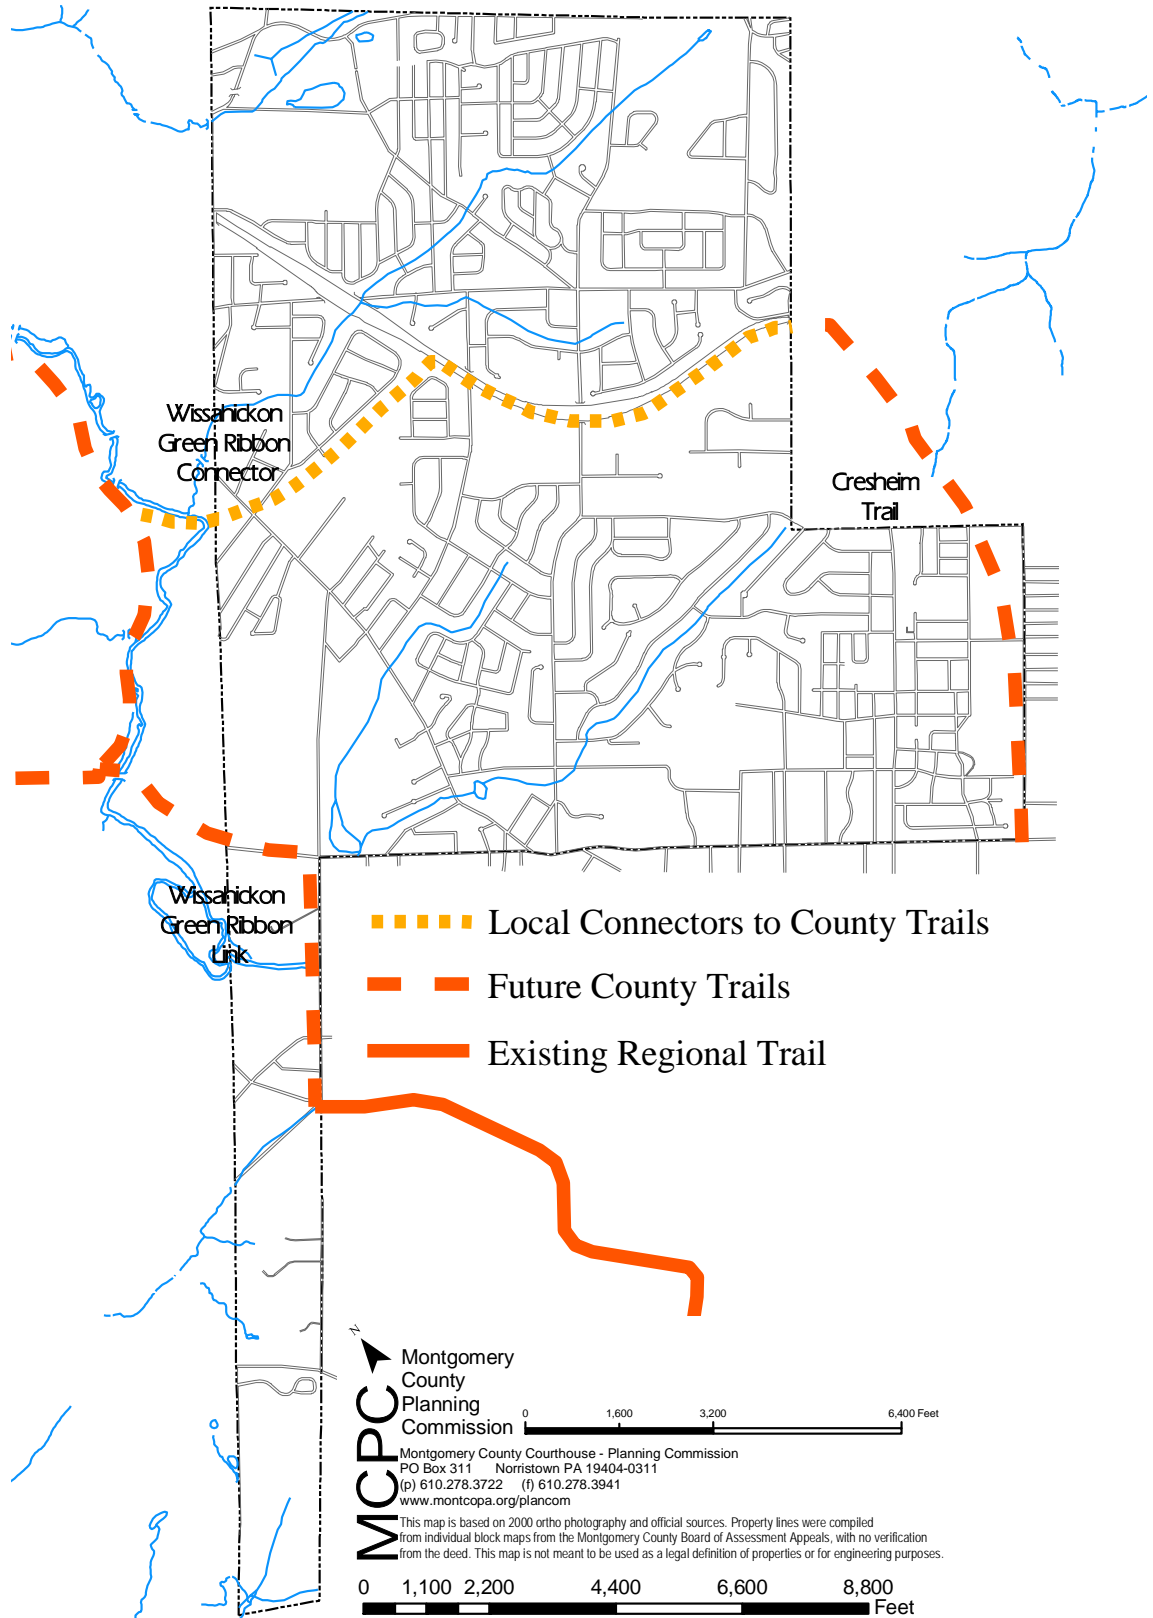 Wissahickon
Green Ribbon
Connector
Cresheim
Trail
Wissahickon
Green Ribbon
Link
Local Connectors to County Trails
Future County Trails
Existing Regional Trail
N
MCPC
Montgomery
County
Planning
Commission
0 1,600 3,200 6,400 Feet
Montgomery County Courthouse - Planning Commission
PO Box 311 Norristown PA 19404-0311
(p) 610.278.3722 (f) 610.278.3941
www.montcopa.org/plancom
This map is based on 2000 ortho photography and official sources. Property lines were compiled
from individual block maps from the Montgomery County Board of Assessment Appeals, with no verification
from the deed. This map is not meant to be used as a legal definition of properties or for engineering purposes.
0 1,100 2,200 4,400 6,600 8,800
Feet